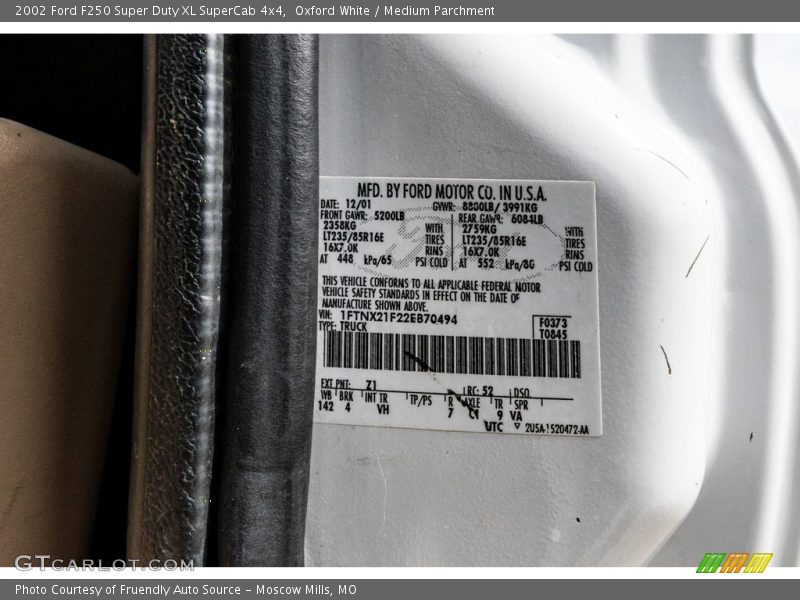 2002 Ford F250 Super Duty XL SuperCab 4x4,  Oxford White / Medium Parchment
MFD. BY FORD MOTOR CO. IN U.S.A.
DATE: 12/01 GVWR: 8800LB/ 3991KG
FRONT GAWR: 5200LB REAR GAWR: 6084LB
2358KG WITH 2759KG WITH
LT235/85R16E TIRES LT235/85R16E TIRES
16X7.0K RINS 16X7.0K RINS
AT 448 kPa/65 PSI COLD AT 552 kPa/80 PSI COLD
THIS VEHICLE CONFORMS TO ALL APPLICABLE FEDERAL MOTOR
VEHICLE SAFETY STANDARDS IN EFFECT ON THE DATE OF
MANUFACTURE SHOWN ABOVE.
VIN: 1FTNX21F22EB70494 F0373
TYPE: TRUCK T0845
EXT PNT: Z1 RC: 52 DSO
WB BRK INT TR TP/PS R AXLE TR SPR
142 4 VH 7 9 VA
UTC 2USA-1520472-AA
GTcarlot.com
Photo Courtesy of Fruendly Auto Source – Moscow Mills, MO